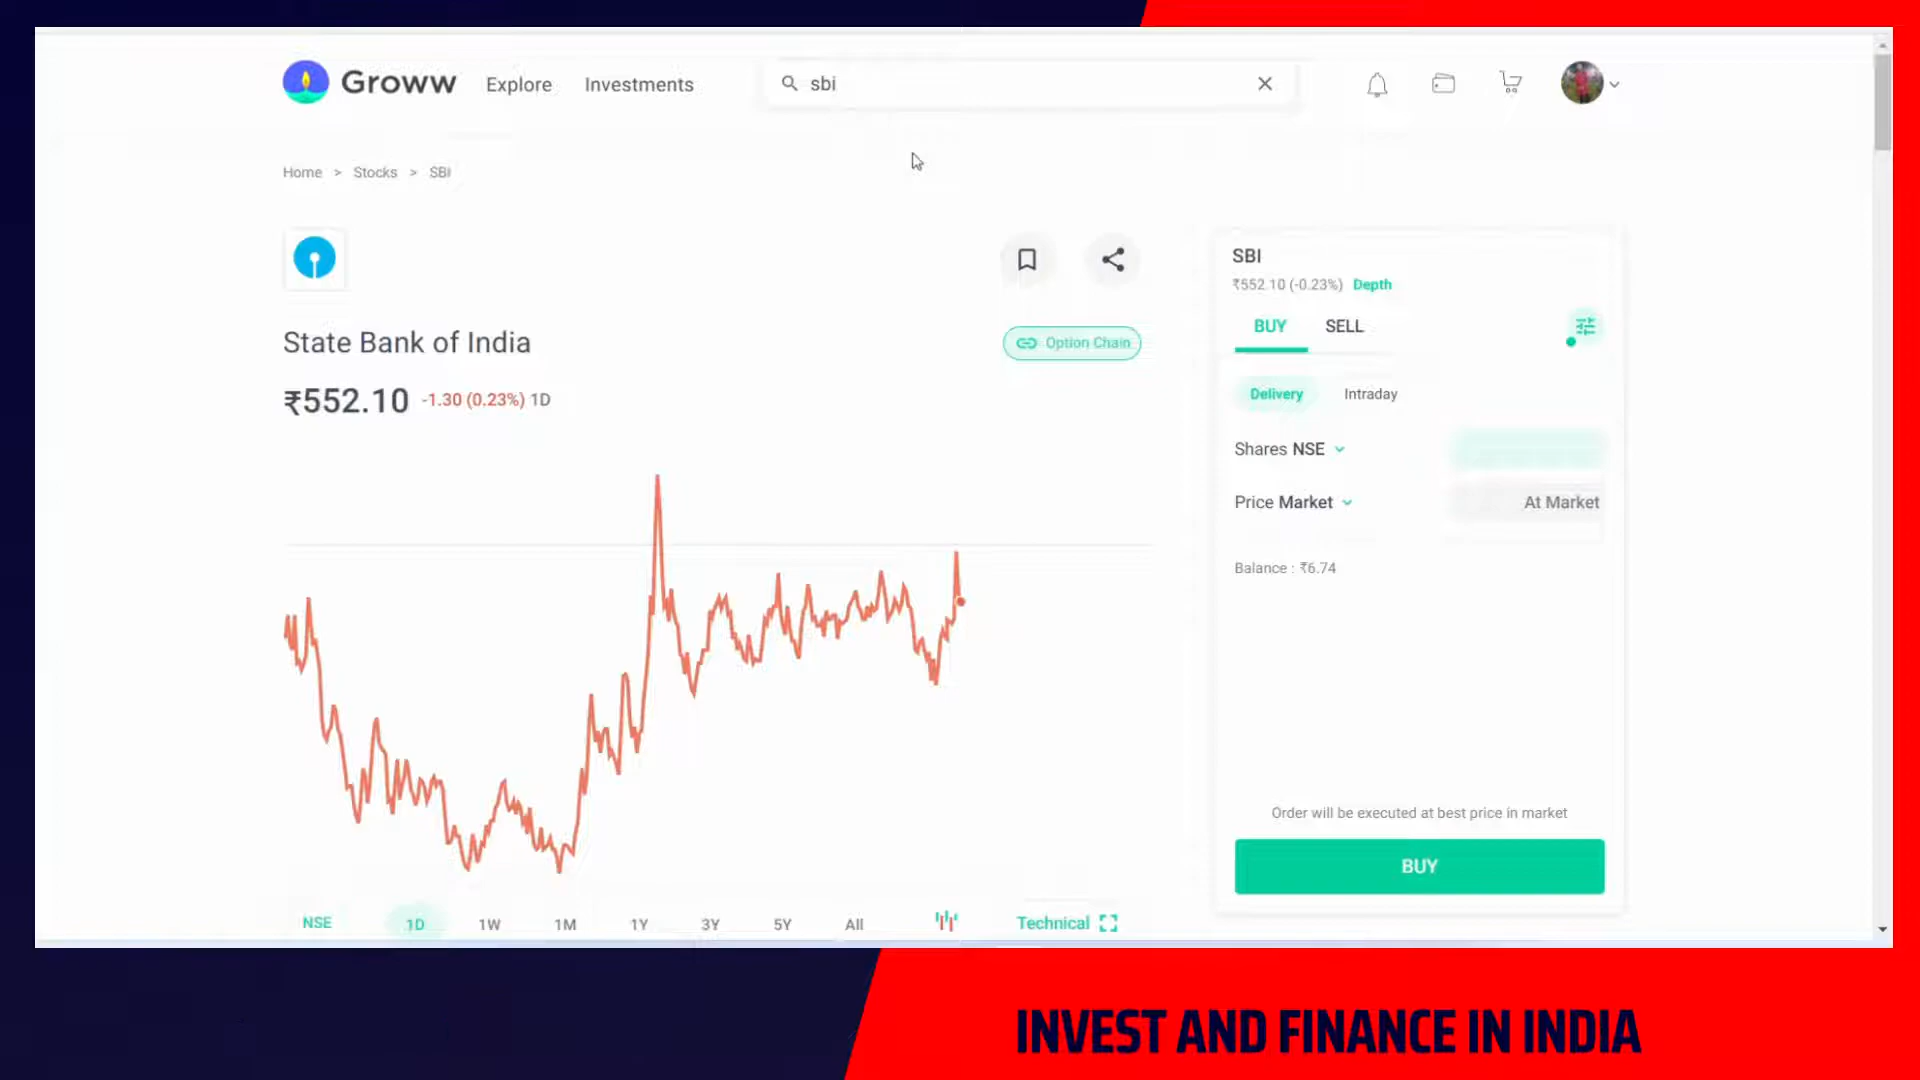 Groww
Explore
Investments
sbi
Home > Stocks > SBI
State Bank of India
₹552.10 -1.30 (0.23%) 1D
Option Chain
NSE 1D 1W 1M 1Y 3Y 5Y All Technical
SBI
₹552.10 (-0.23%) Depth
BUY SELL
Delivery Intraday
Shares NSE
Price Market At Market
Balance : ₹6.74
Order will be executed at best price in market
BUY
INVEST AND FINANCE IN INDIA